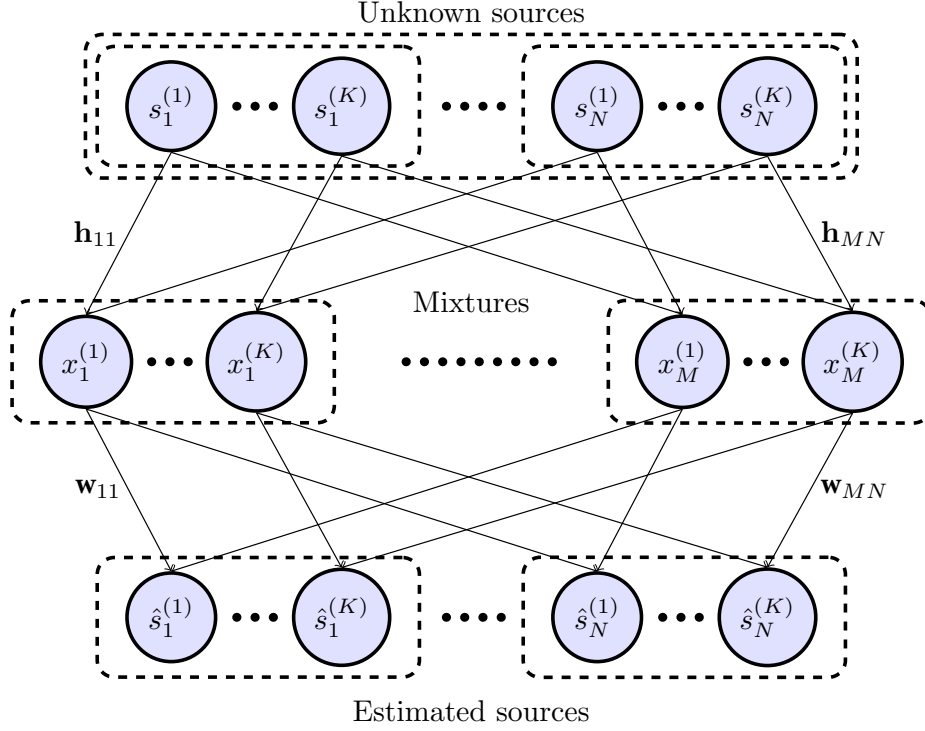 Unknown sources
s_1^{(1)} ••• s_1^{(K)} •••• s_N^{(1)} ••• s_N^{(K)}
h_{11} h_{MN}
Mixtures
x_1^{(1)} ••• x_1^{(K)} ••••••••• x_M^{(1)} ••• x_M^{(K)}
w_{11} w_{MN}
ŝ_1^{(1)} ••• ŝ_1^{(K)} •••• ŝ_N^{(1)} ••• ŝ_N^{(K)}
Estimated sources